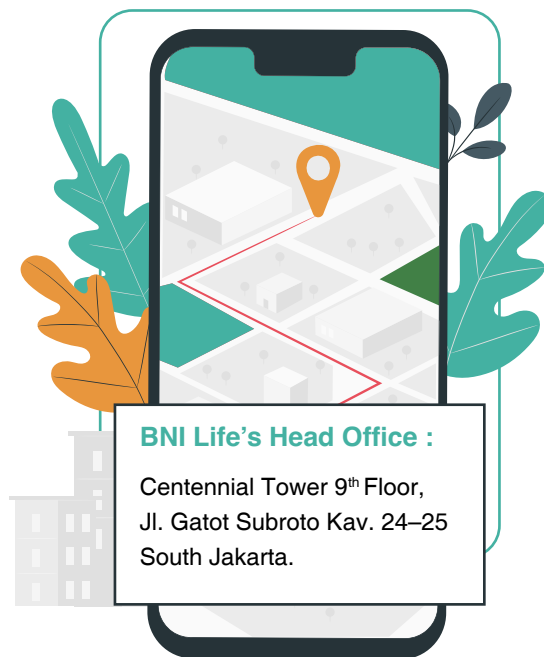 BNI Life’s Head Office :
Centennial Tower 9th Floor,
Jl. Gatot Subroto Kav. 24–25
South Jakarta.